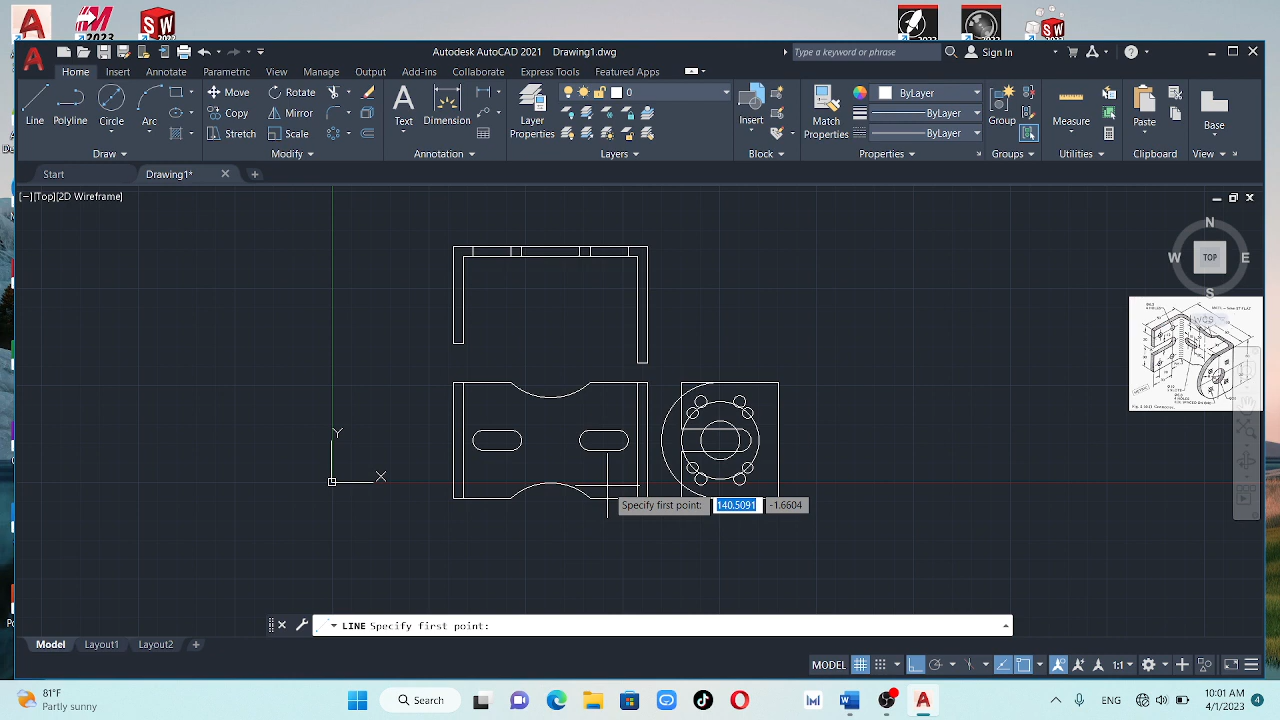 2023
SW
Autodesk AutoCAD 2021 Drawing1.dwg
Type a keyword or phrase
Sign In
Home Insert Annotate Parametric View Manage Output Add-ins Collaborate Express Tools Featured Apps
Line
Polyline
Circle
Arc
Move
Rotate
Copy
Mirror
Stretch
Scale
Text
Dimension
Layer
Properties
0
Insert
Match
Properties
ByLayer
ByLayer
ByLayer
Group
Measure
Paste
Base
Draw
Modify
Annotation
Layers
Block
Properties
Groups
Utilities
Clipboard
View
Start
Drawing1*
[−][Top][2D Wireframe]
N
W
TOP
E
S
Y
X
Specify first point: 140.5091 -1.6604
LINE Specify first point:
Model
Layout1
Layout2
MODEL
1:1
81°F
Partly sunny
Search
ENG
10:01 AM
4/1/2023
4